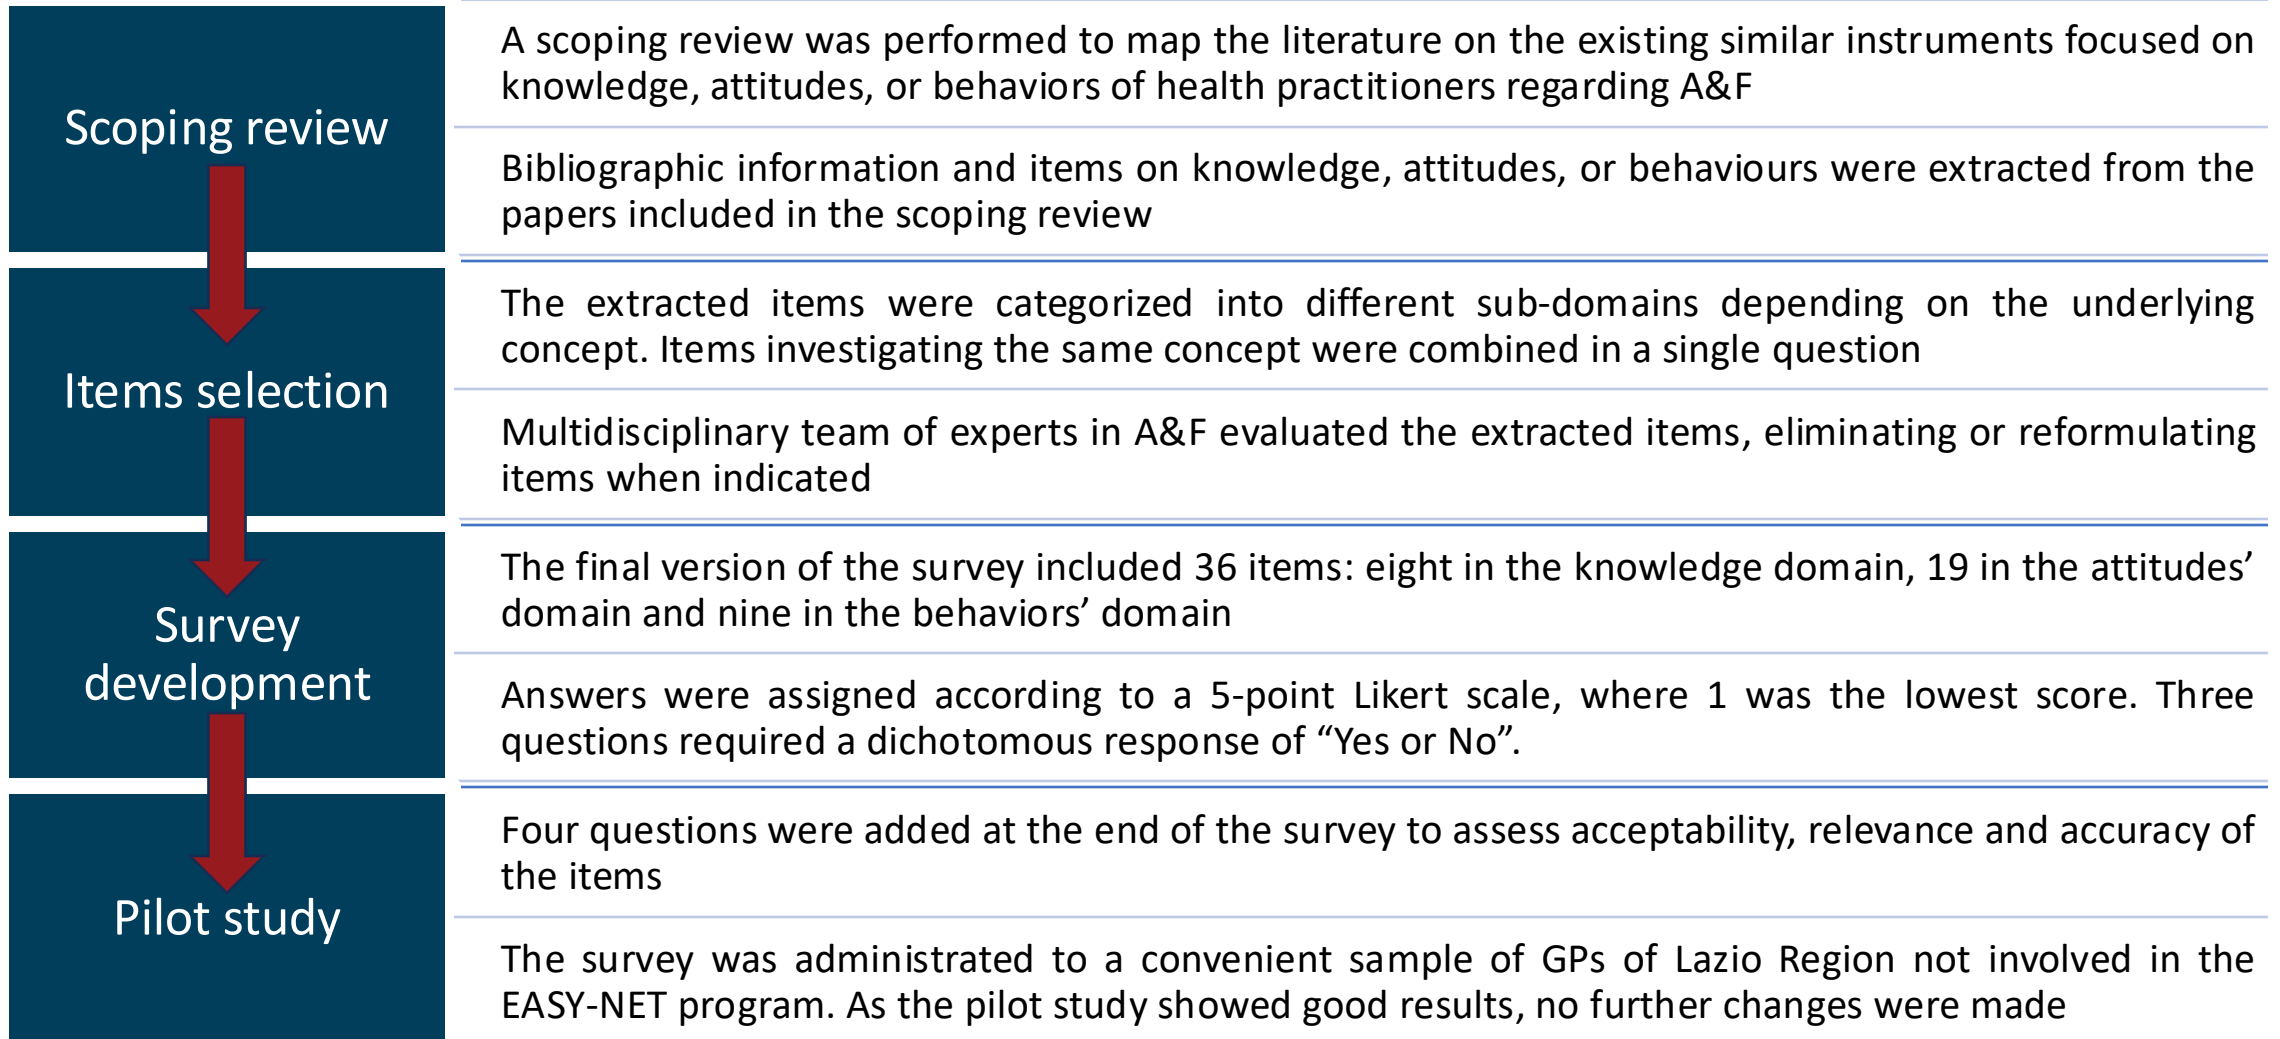 Scoping review
A scoping review was performed to map the literature on the existing similar instruments focused on
knowledge, attitudes, or behaviors of health practitioners regarding A&F
Bibliographic information and items on knowledge, attitudes, or behaviours were extracted from the
papers included in the scoping review
Items selection
The extracted items were categorized into different sub-domains depending on the underlying
concept. Items investigating the same concept were combined in a single question
Multidisciplinary team of experts in A&F evaluated the extracted items, eliminating or reformulating
items when indicated
Survey
development
The final version of the survey included 36 items: eight in the knowledge domain, 19 in the attitudes’
domain and nine in the behaviors’ domain
Answers were assigned according to a 5-point Likert scale, where 1 was the lowest score. Three
questions required a dichotomous response of “Yes or No”.
Pilot study
Four questions were added at the end of the survey to assess acceptability, relevance and accuracy of
the items
The survey was administrated to a convenient sample of GPs of Lazio Region not involved in the
EASY-NET program. As the pilot study showed good results, no further changes were made